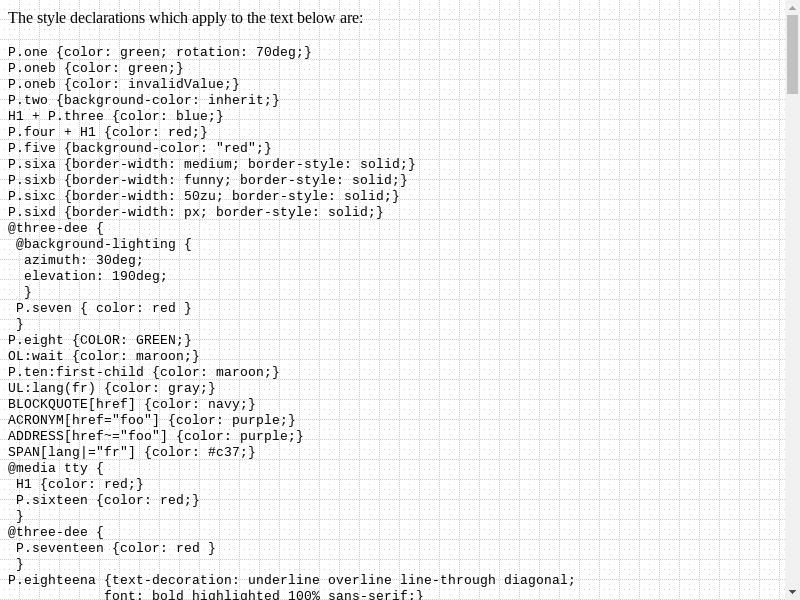 The style declarations which apply to the text below are:
P.one {color: green; rotation: 70deg;}
P.oneb {color: green;}
P.oneb {color: invalidValue;}
P.two {background-color: inherit;}
H1 + P.three {color: blue;}
P.four + H1 {color: red;}
P.five {background-color: "red";}
P.sixa {border-width: medium; border-style: solid;}
P.sixb {border-width: funny; border-style: solid;}
P.sixc {border-width: 50zu; border-style: solid;}
P.sixd {border-width: px; border-style: solid;}
@three-dee {
 @background-lighting {
  azimuth: 30deg;
  elevation: 190deg;
  }
 P.seven { color: red }
 }
P.eight {COLOR: GREEN;}
OL:wait {color: maroon;}
P.ten:first-child {color: maroon;}
UL:lang(fr) {color: gray;}
BLOCKQUOTE[href] {color: navy;}
ACRONYM[href="foo"] {color: purple;}
ADDRESS[href~="foo"] {color: purple;}
SPAN[lang|="fr"] {color: #c37;}
@media tty {
 H1 {color: red;}
 P.sixteen {color: red;}
 }
@three-dee {
 P.seventeen {color: red }
 }
P.eighteena {text-decoration: underline overline line-through diagonal;
            font: bold highlighted 100% sans-serif;}